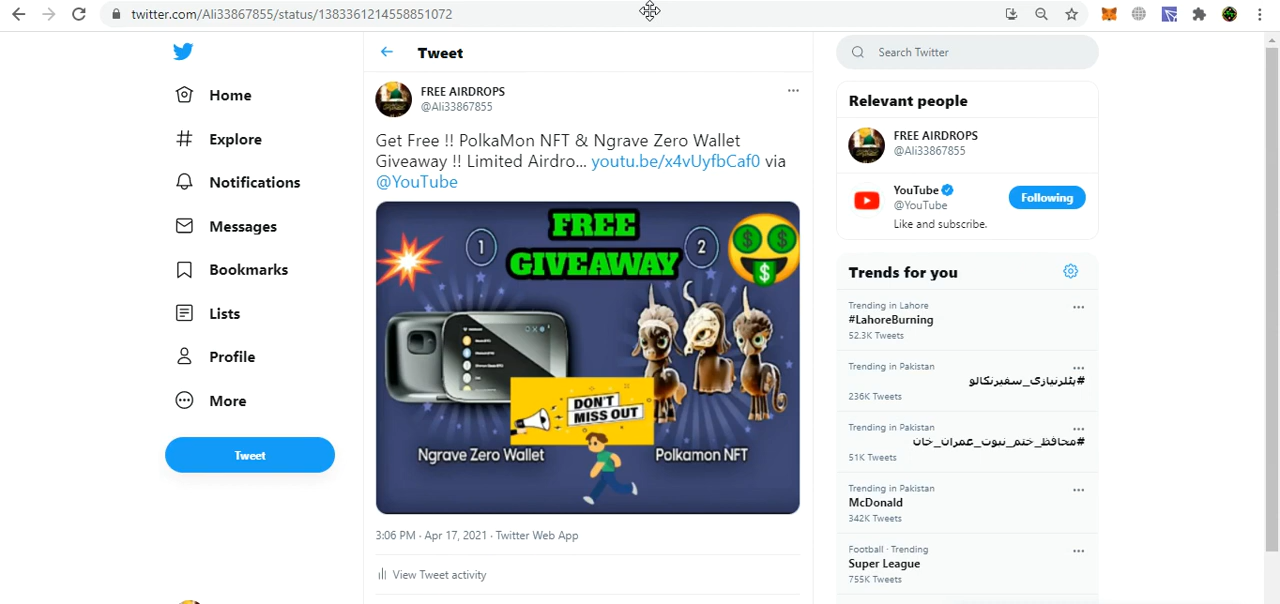 twitter.com/Ali33867855/status/1383361214558851072
Home
Explore
Notifications
Messages
Bookmarks
Lists
Profile
More
Tweet
Tweet
FREE AIRDROPS
@Ali33867855
Get Free !! PolkaMon NFT & Ngrave Zero Wallet
Giveaway !! Limited Airdro... youtu.be/x4vUyfbCaf0 via
@YouTube
FREE
GIVEAWAY
1
2
DON'T
MISS OUT
Ngrave Zero Wallet
Polkamon NFT
3:06 PM · Apr 17, 2021 · Twitter Web App
View Tweet activity
Search Twitter
Relevant people
FREE AIRDROPS
@Ali33867855
YouTube
@YouTube
Following
Like and subscribe.
Trends for you
Trending in Lahore
#LahoreBurning
52.3K Tweets
Trending in Pakistan
#ہٹلرنیازی_سفیرنکالو
236K Tweets
Trending in Pakistan
#محافظ_ختم_نبوت_عمران_خان
51K Tweets
Trending in Pakistan
McDonald
342K Tweets
Football · Trending
Super League
755K Tweets